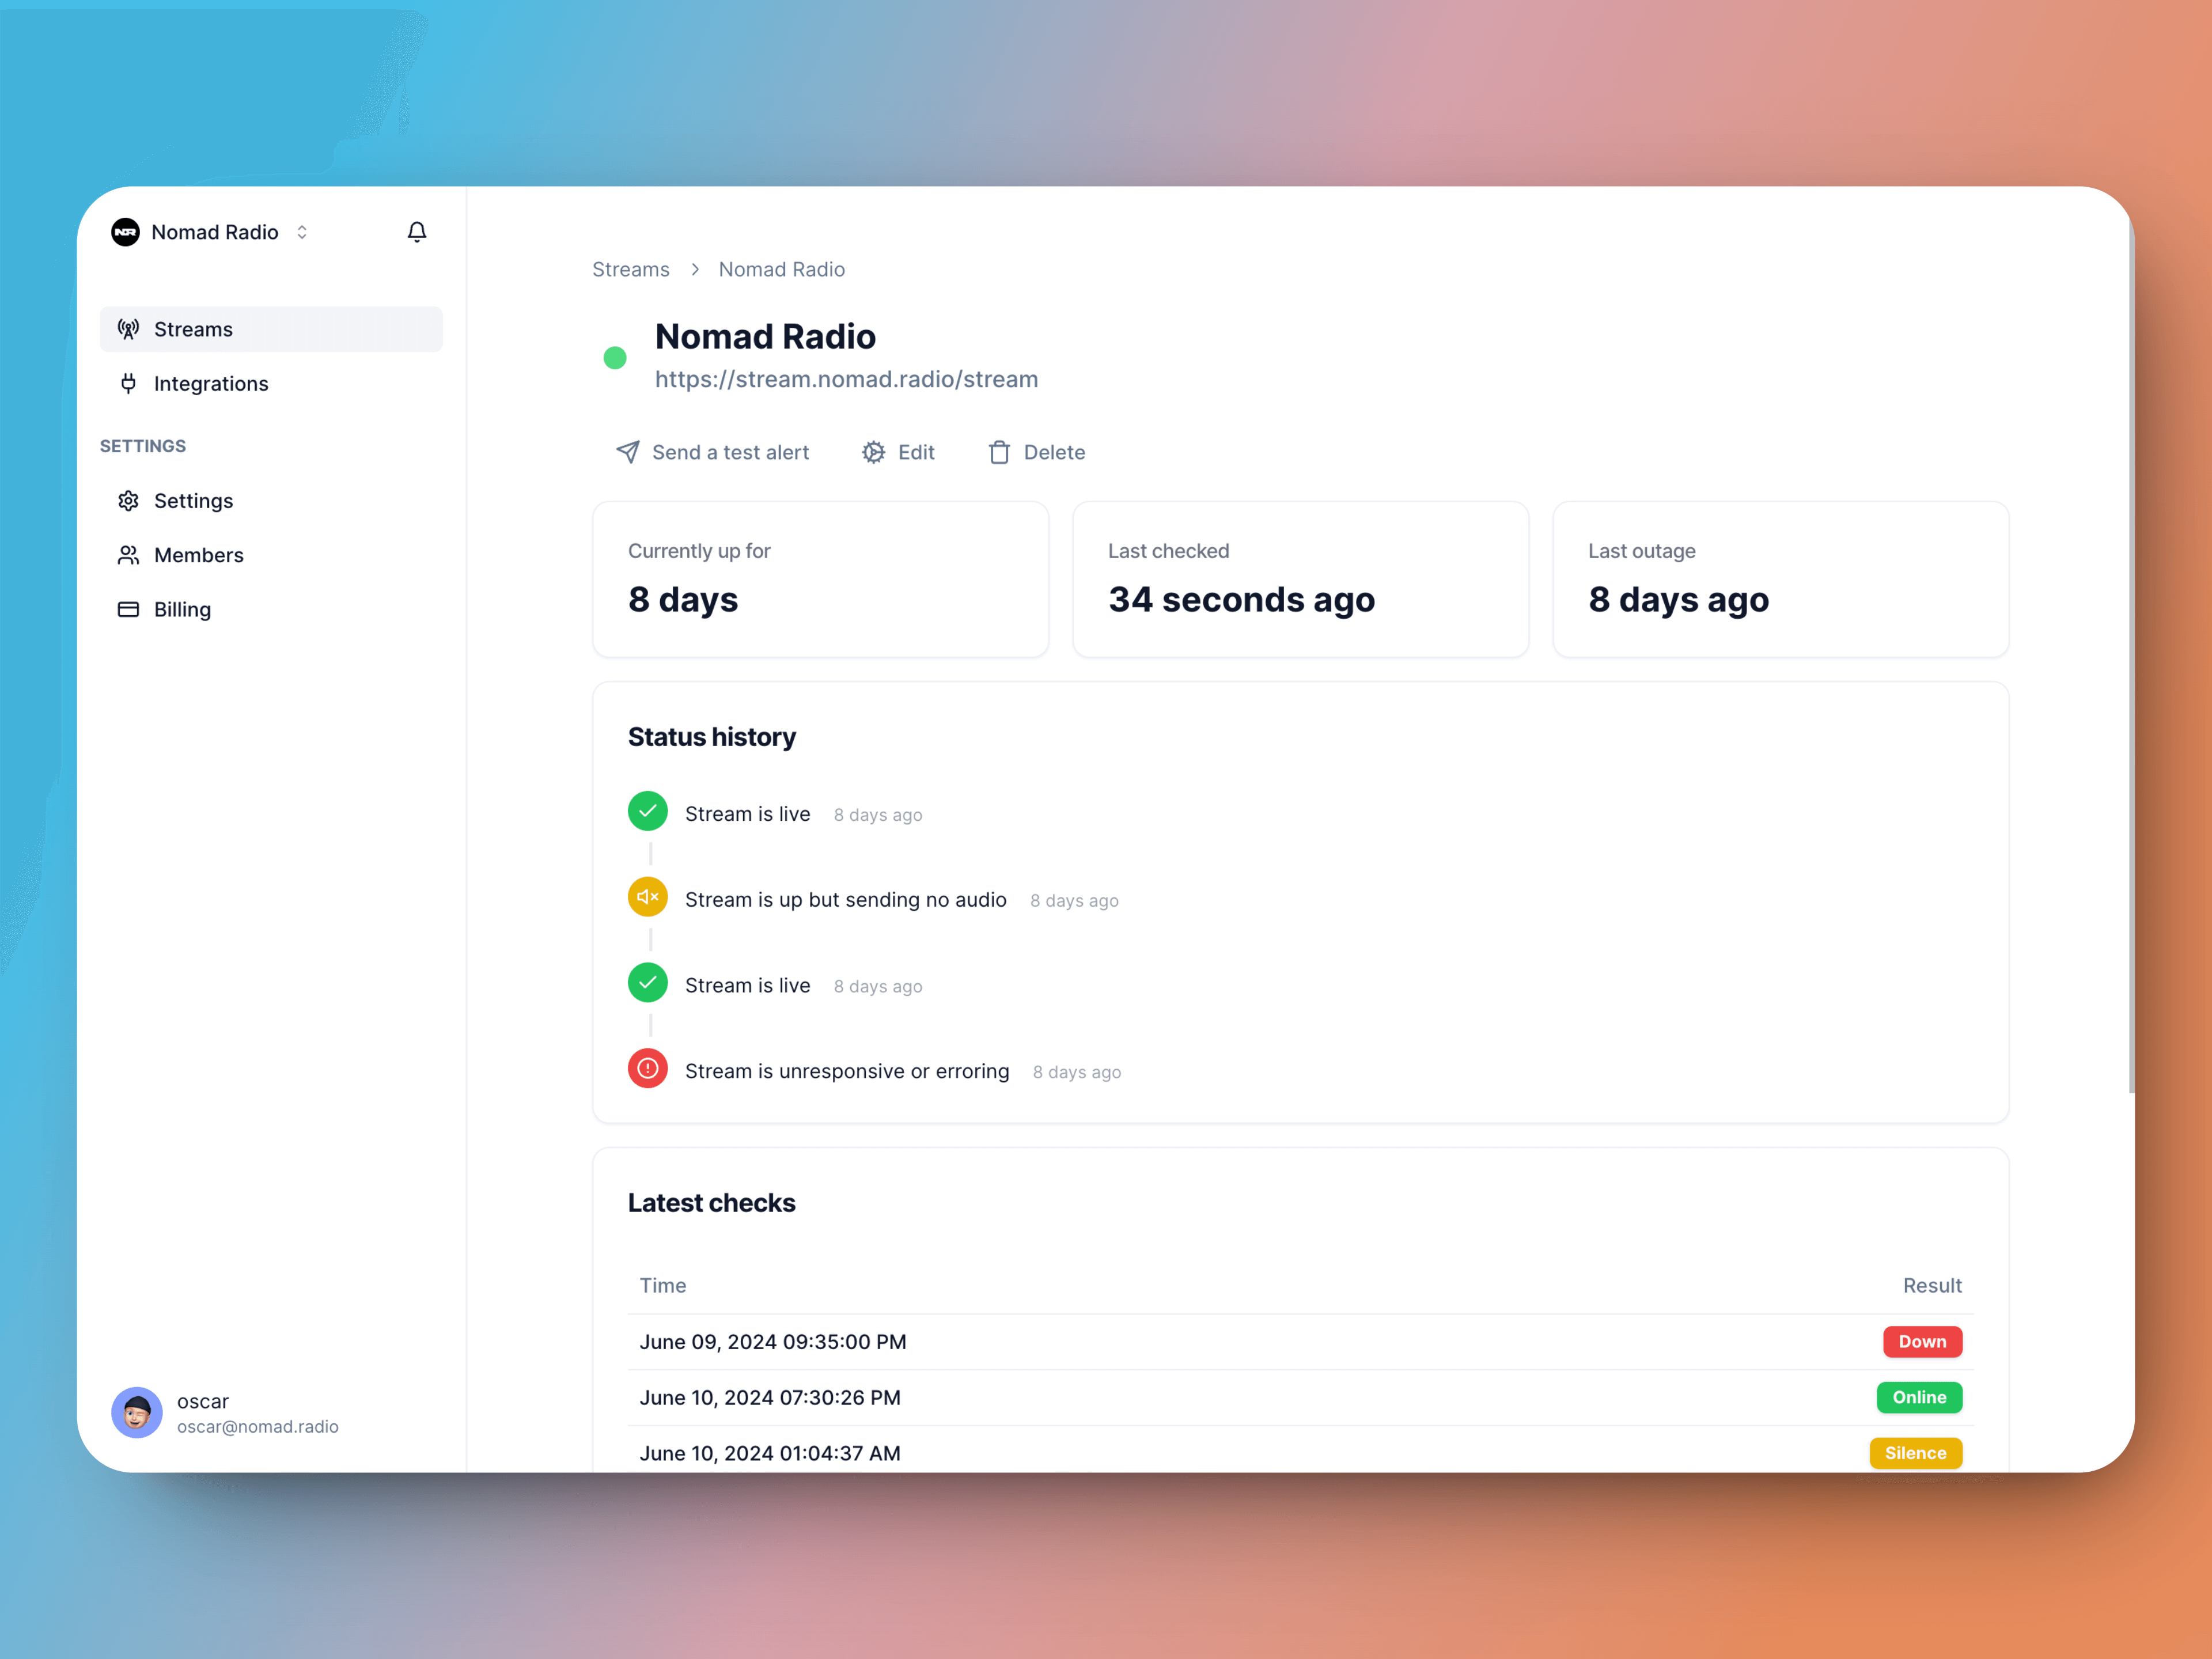 NR
Nomad Radio
Streams
Integrations
SETTINGS
Settings
Members
Billing
oscar
oscar@nomad.radio
Streams > Nomad Radio
Nomad Radio
https://stream.nomad.radio/stream
Send a test alert Edit Delete
Currently up for
8 days
Last checked
34 seconds ago
Last outage
8 days ago
Status history
Stream is live 8 days ago
Stream is up but sending no audio 8 days ago
Stream is live 8 days ago
Stream is unresponsive or erroring 8 days ago
Latest checks
Time Result
June 09, 2024 09:35:00 PM Down
June 10, 2024 07:30:26 PM Online
June 10, 2024 01:04:37 AM Silence